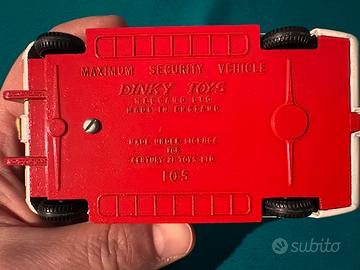 MAXIMUM SECURITY VEHICLE
DINKY TOYS
MECCANO LTD
MADE IN ENGLAND
MADE UNDER LICENCE
FOR
CENTURY 21 TOYS LTD
105
subito